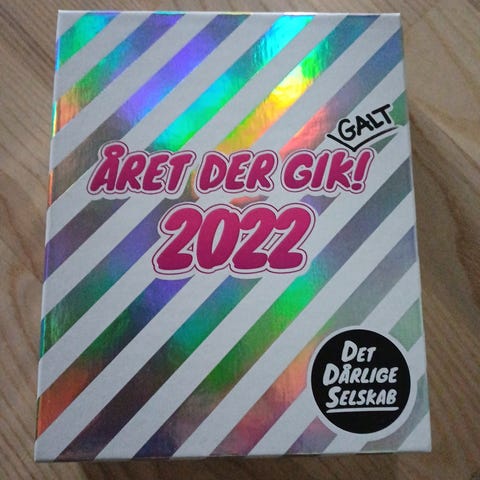 GALT
ÅRET DER GIK!
2022
DET
DÅRLIGE
SELSKAB